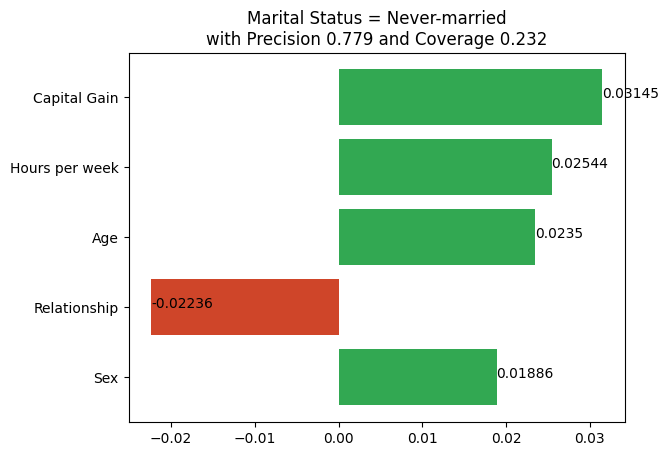 Marital Status = Never-married
with Precision 0.779 and Coverage 0.232
Capital Gain
0.03145
Hours per week
0.02544
Age
0.0235
Relationship
-0.02236
Sex
0.01886
−0.02
−0.01
0.00
0.01
0.02
0.03